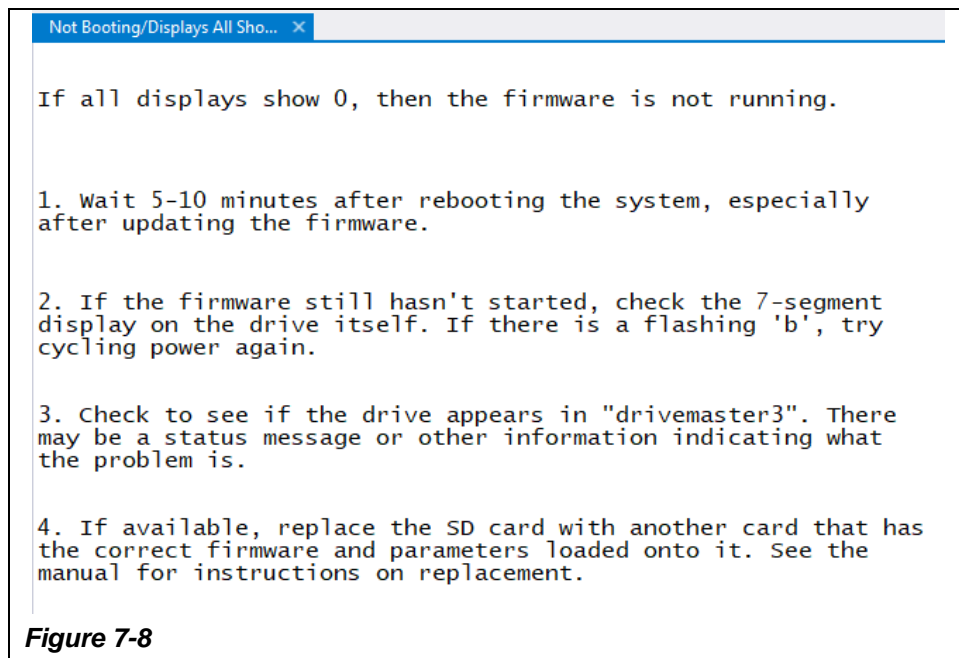 Not Booting/Displays All Sho... ×
If all displays show 0, then the firmware is not running.
1. Wait 5-10 minutes after rebooting the system, especially
after updating the firmware.
2. If the firmware still hasn't started, check the 7-segment
display on the drive itself. If there is a flashing 'b', try
cycling power again.
3. Check to see if the drive appears in "drivemaster3". There
may be a status message or other information indicating what
the problem is.
4. If available, replace the SD card with another card that has
the correct firmware and parameters loaded onto it. See the
manual for instructions on replacement.
Figure 7-8